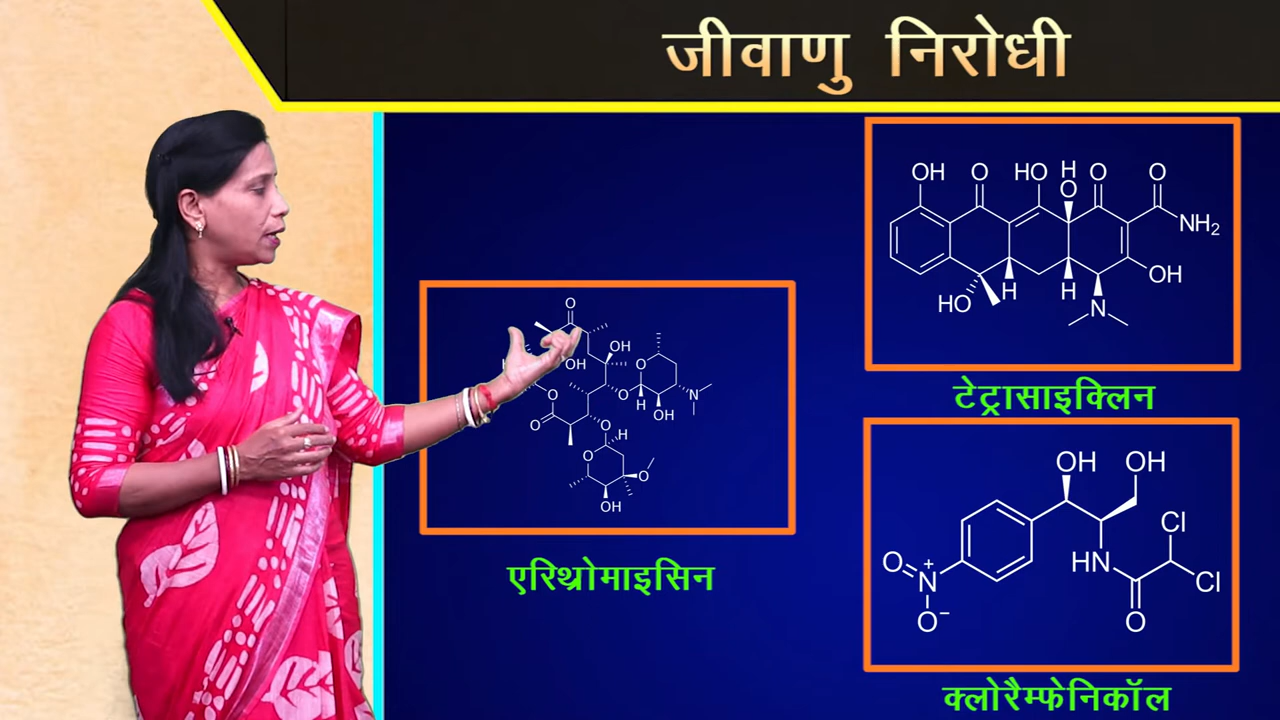 जीवाणु निरोधी
OH O HO H O O
O
NH₂
OH
HO H H N
टेट्रासाइक्लिन
O
OH
OH
O
O
N
H
OH
O
O
O
H
O
O
OH
एरिथ्रोमाइसिन
OH OH
Cl
HN
Cl
O
N⁺
O⁻
O
क्लोरैम्फेनिकॉल